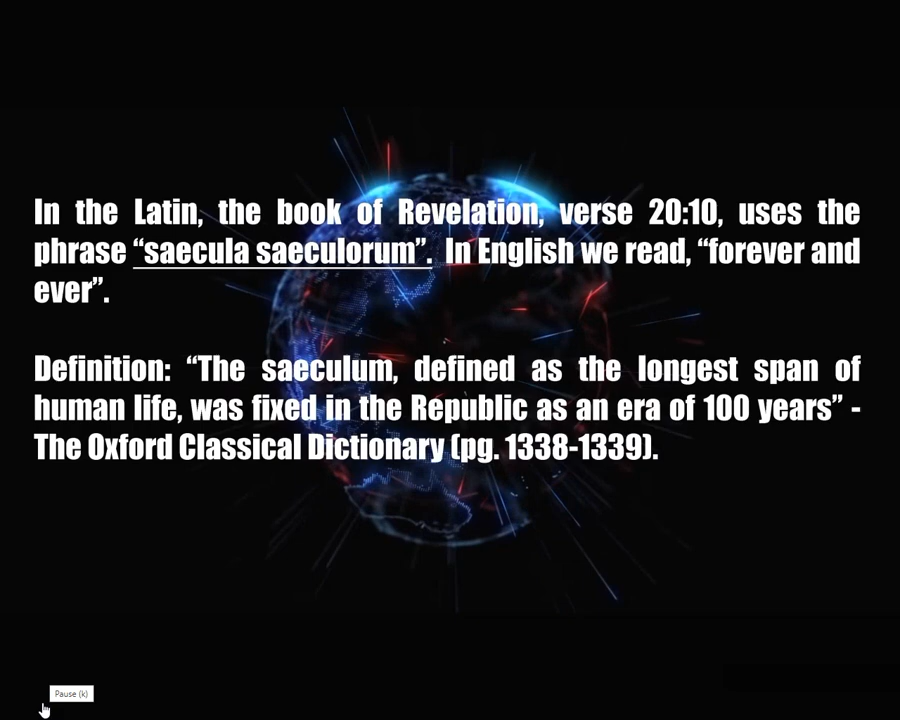 In the Latin, the book of Revelation, verse 20:10, uses the
phrase “saecula saeculorum”. In English we read, “forever and
ever”.
Definition: “The saeculum, defined as the longest span of
human life, was fixed in the Republic as an era of 100 years” -
The Oxford Classical Dictionary (pg. 1338-1339).
Pause (k)